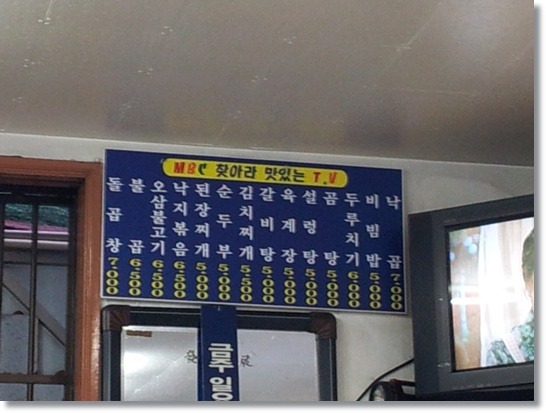 MBC 찾아라 맛있는 T.V
돌곱창 7.000
불곱 6.000
오삼불고기 6.500
낙지볶음 6.500
된장찌개 5.000
순두부 5.000
김치찌개 5.500
갈비탕 5.000
육계장 5.000
설렁탕 5.000
곰탕 5.000
두루치기 6.000
비빔밥 5.000
낙곱 7.000
금주 일